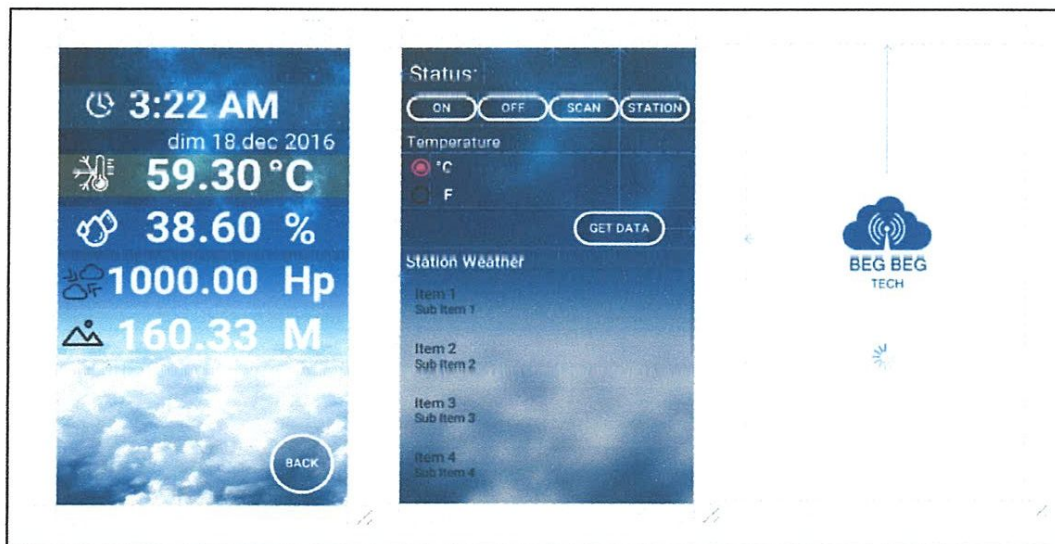 3:22 AM
dim 18 dec 2016
59.30 °C
38.60 %
1000.00 Hp
160.33 M
BACK
Status:
ON OFF SCAN STATION
Temperature
°C
F
GET DATA
Station Weather
Item 1
Sub Item 1
Item 2
Sub Item 2
Item 3
Sub Item 3
Item 4
Sub Item 4
BEG BEG
TECH